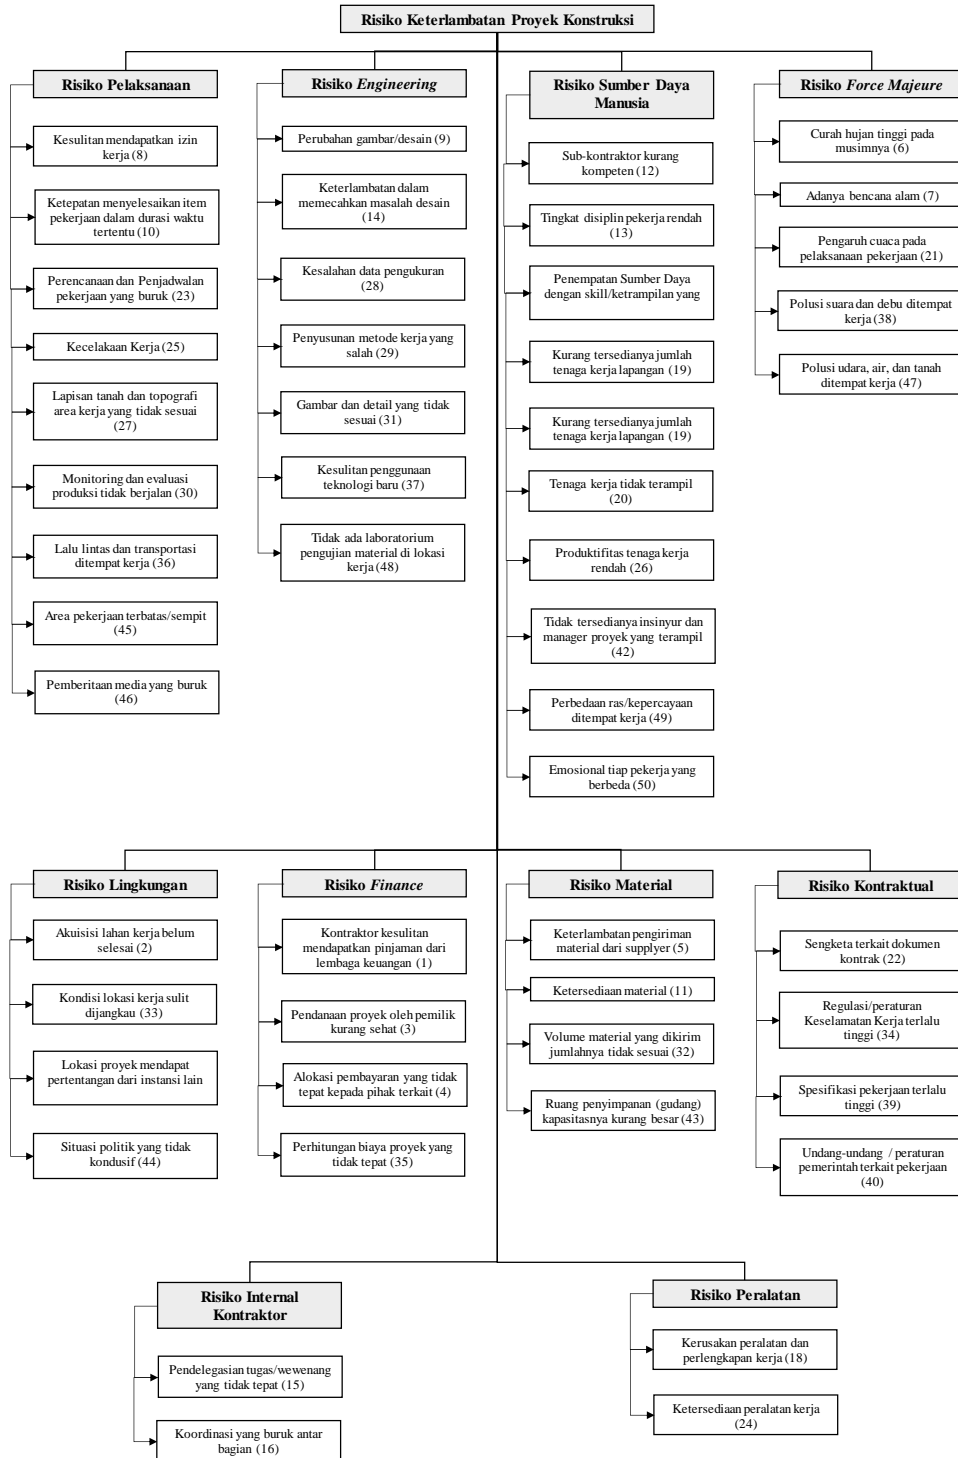 Risiko Keterlambatan Proyek Konstruksi
Risiko Pelaksanaan
Kesulitan mendapatkan izin
kerja (8)
Ketepatan menyelesaikan item
pekerjaan dalam durasi waktu
tertentu (10)
Perencanaan dan Penjadwalan
pekerjaan yang buruk (23)
Kecelakaan Kerja (25)
Lapisan tanah dan topografi
area kerja yang tidak sesuai
(27)
Monitoring dan evaluasi
produksi tidak berjalan (30)
Lalu lintas dan transportasi
ditempat kerja (36)
Area pekerjaan terbatas/sempit
(45)
Pemberitaan media yang buruk
(46)
Risiko Engineering
Perubahan gambar/desain (9)
Keterlambatan dalam
memecahkan masalah desain
(14)
Kesalahan data pengukuran
(28)
Penyusunan metode kerja yang
salah (29)
Gambar dan detail yang tidak
sesuai (31)
Kesulitan penggunaan
teknologi baru (37)
Tidak ada laboratorium
pengujian material di lokasi
kerja (48)
Risiko Sumber Daya
Manusia
Sub-kontraktor kurang
kompeten (12)
Tingkat disiplin pekerja rendah
(13)
Penempatan Sumber Daya
dengan skill/ketrampilan yang
Kurang tersedianya jumlah
tenaga kerja lapangan (19)
Kurang tersedianya jumlah
tenaga kerja lapangan (19)
Tenaga kerja tidak terampil
(20)
Produktifitas tenaga kerja
rendah (26)
Tidak tersedianya insinyur dan
manager proyek yang terampil
(42)
Perbedaan ras/kepercayaan
ditempat kerja (49)
Emosional tiap pekerja yang
berbeda (50)
Risiko Force Majeure
Curah hujan tinggi pada
musimnya (6)
Adanya bencana alam (7)
Pengaruh cuaca pada
pelaksanaan pekerjaan (21)
Polusi suara dan debu ditempat
kerja (38)
Polusi udara, air, dan tanah
ditempat kerja (47)
Risiko Lingkungan
Akuisisi lahan kerja belum
selesai (2)
Kondisi lokasi kerja sulit
dijangkau (33)
Lokasi proyek mendapat
pertentangan dari instansi lain
Situasi politik yang tidak
kondusif (44)
Risiko Finance
Kontraktor kesulitan
mendapatkan pinjaman dari
lembaga keuangan (1)
Pendanaan proyek oleh pemilik
kurang sehat (3)
Alokasi pembayaran yang tidak
tepat kepada pihak terkait (4)
Perhitungan biaya proyek yang
tidak tepat (35)
Risiko Material
Keterlambatan pengiriman
material dari supplyer (5)
Ketersediaan material (11)
Volume material yang dikirim
jumlahnya tidak sesuai (32)
Ruang penyimpanan (gudang)
kapasitasnya kurang besar (43)
Risiko Kontraktual
Sengketa terkait dokumen
kontrak (22)
Regulasi/peraturan
Keselamatan Kerja terlalu
tinggi (34)
Spesifikasi pekerjaan terlalu
tinggi (39)
Undang-undang / peraturan
pemerintah terkait pekerjaan
(40)
Risiko Internal
Kontraktor
Pendelegasian tugas/wewenang
yang tidak tepat (15)
Koordinasi yang buruk antar
bagian (16)
Risiko Peralatan
Kerusakan peralatan dan
perlengkapan kerja (18)
Ketersediaan peralatan kerja
(24)